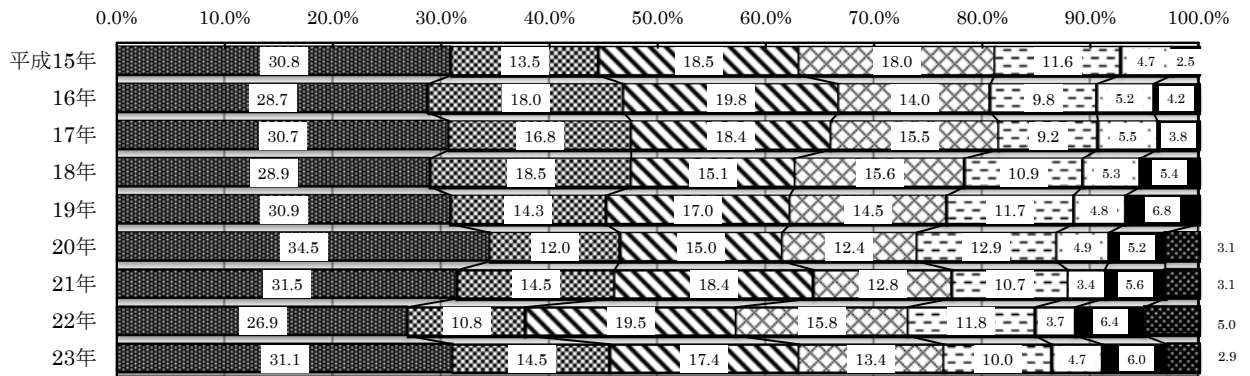 0.0% 10.0% 20.0% 30.0% 40.0% 50.0% 60.0% 70.0% 80.0% 90.0% 100.0%
平成15年 30.8 13.5 18.5 18.0 11.6 4.7 2.5
16年 28.7 18.0 19.8 14.0 9.8 5.2 4.2
17年 30.7 16.8 18.4 15.5 9.2 5.5 3.8
18年 28.9 18.5 15.1 15.6 10.9 5.3 5.4
19年 30.9 14.3 17.0 14.5 11.7 4.8 6.8
20年 34.5 12.0 15.0 12.4 12.9 4.9 5.2 3.1
21年 31.5 14.5 18.4 12.8 10.7 3.4 5.6 3.1
22年 26.9 10.8 19.5 15.8 11.8 3.7 6.4 5.0
23年 31.1 14.5 17.4 13.4 10.0 4.7 6.0 2.9